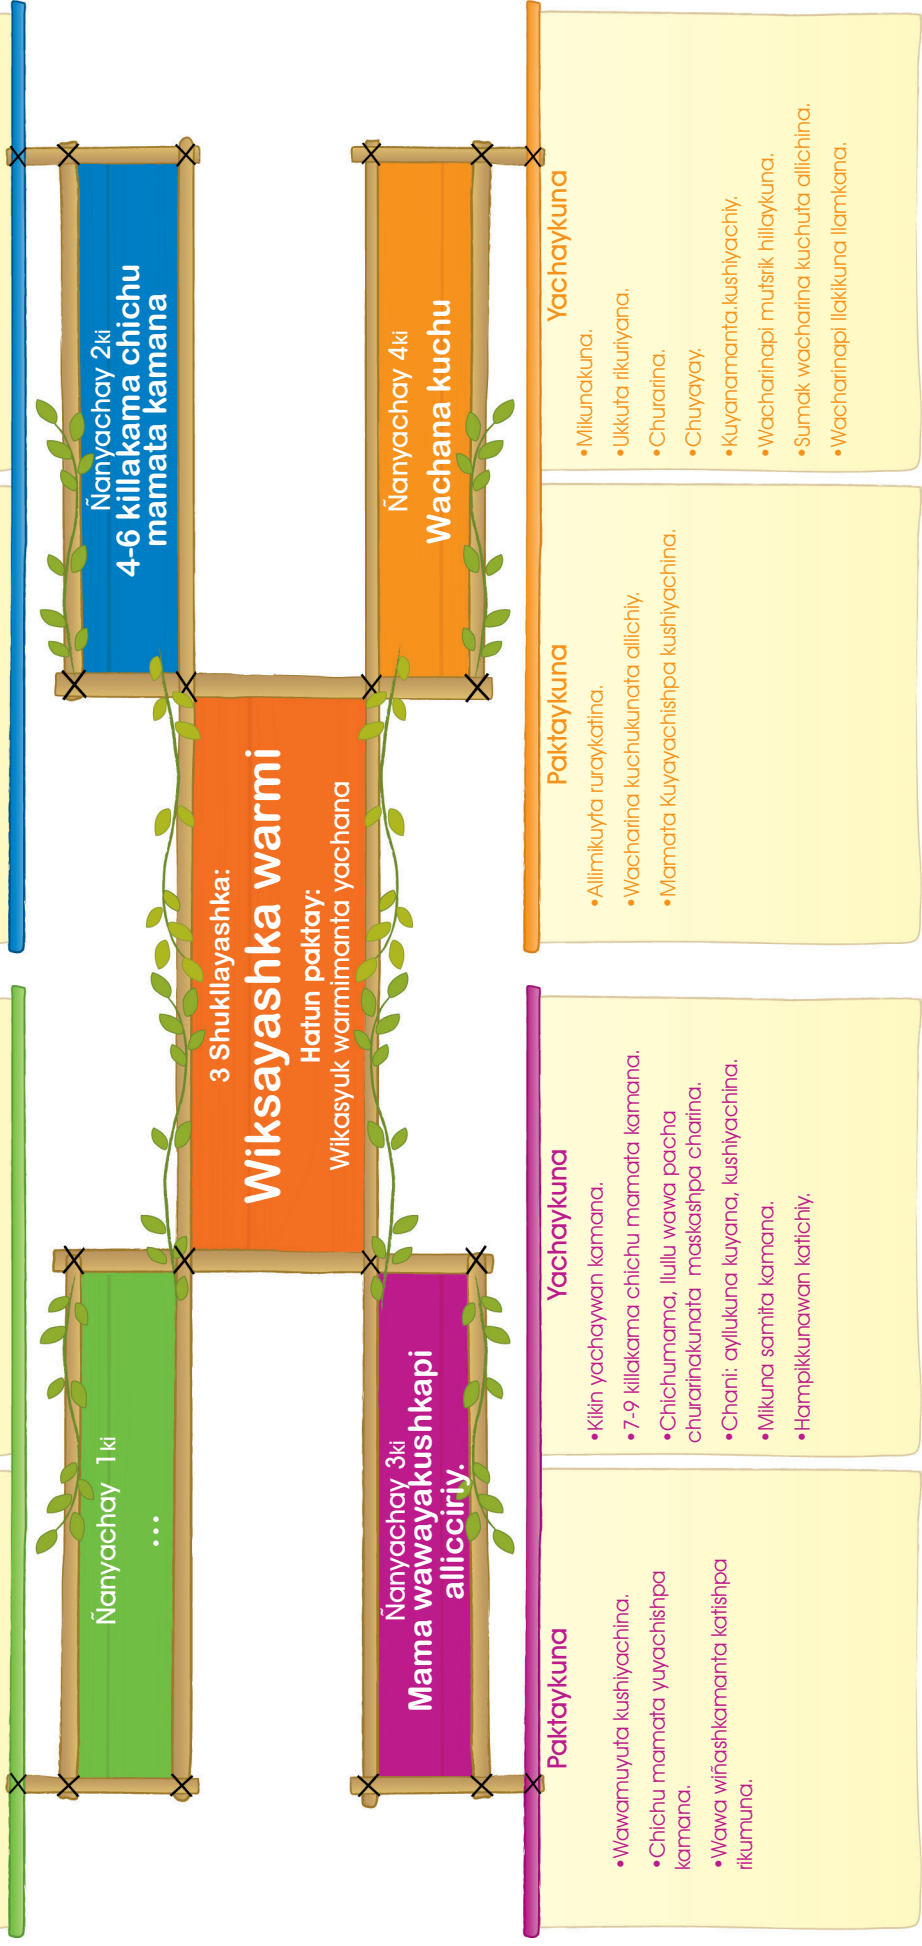 Ñanyachay 1ki
...
Ñanyachay 2ki
4-6 killakama chichu
mamata kamana
3 Shukllayashka:
Wiksayashka warmi
Hatun paktay:
Wikasyuk warmimanta yachana
Ñanyachay 3ki
Mama wawayakushkapi
allicciriy.
Ñanyachay 4ki
Wachana kuchu
Paktaykuna
•Wawamuyuta kushiyachina.
•Chichu mamata yuyachishpa
kamana.
•Wawa wiñashkamanta katishpa
rikumuna.
Yachaykuna
•Kikin yachaywan kamana.
•7-9 killakama chichu mamata kamana.
•Chichumama, llullu wawa pacha
churarinakunata maskashpa charina.
•Chani: ayllukuna kuyana, kushiyachina.
•Mikuna samita kamana.
•Hampikkunawan katichiy.
Paktaykuna
•Allimikuyta ruraykatina.
•Wacharina kuchukunata allichiy.
•Mamata Kuyayachishpa kushiyachina.
Yachaykuna
•Mikunakuna.
•Ukkuta rikuriyana.
•Churarina.
•Chuyayay.
•Kuyanamanta.kushiyachiy.
•Wacharinapi mutsrik hillaykuna.
•Sumak wacharina kuchuta allichina.
•Wacharinapi llakikuna llamkana.